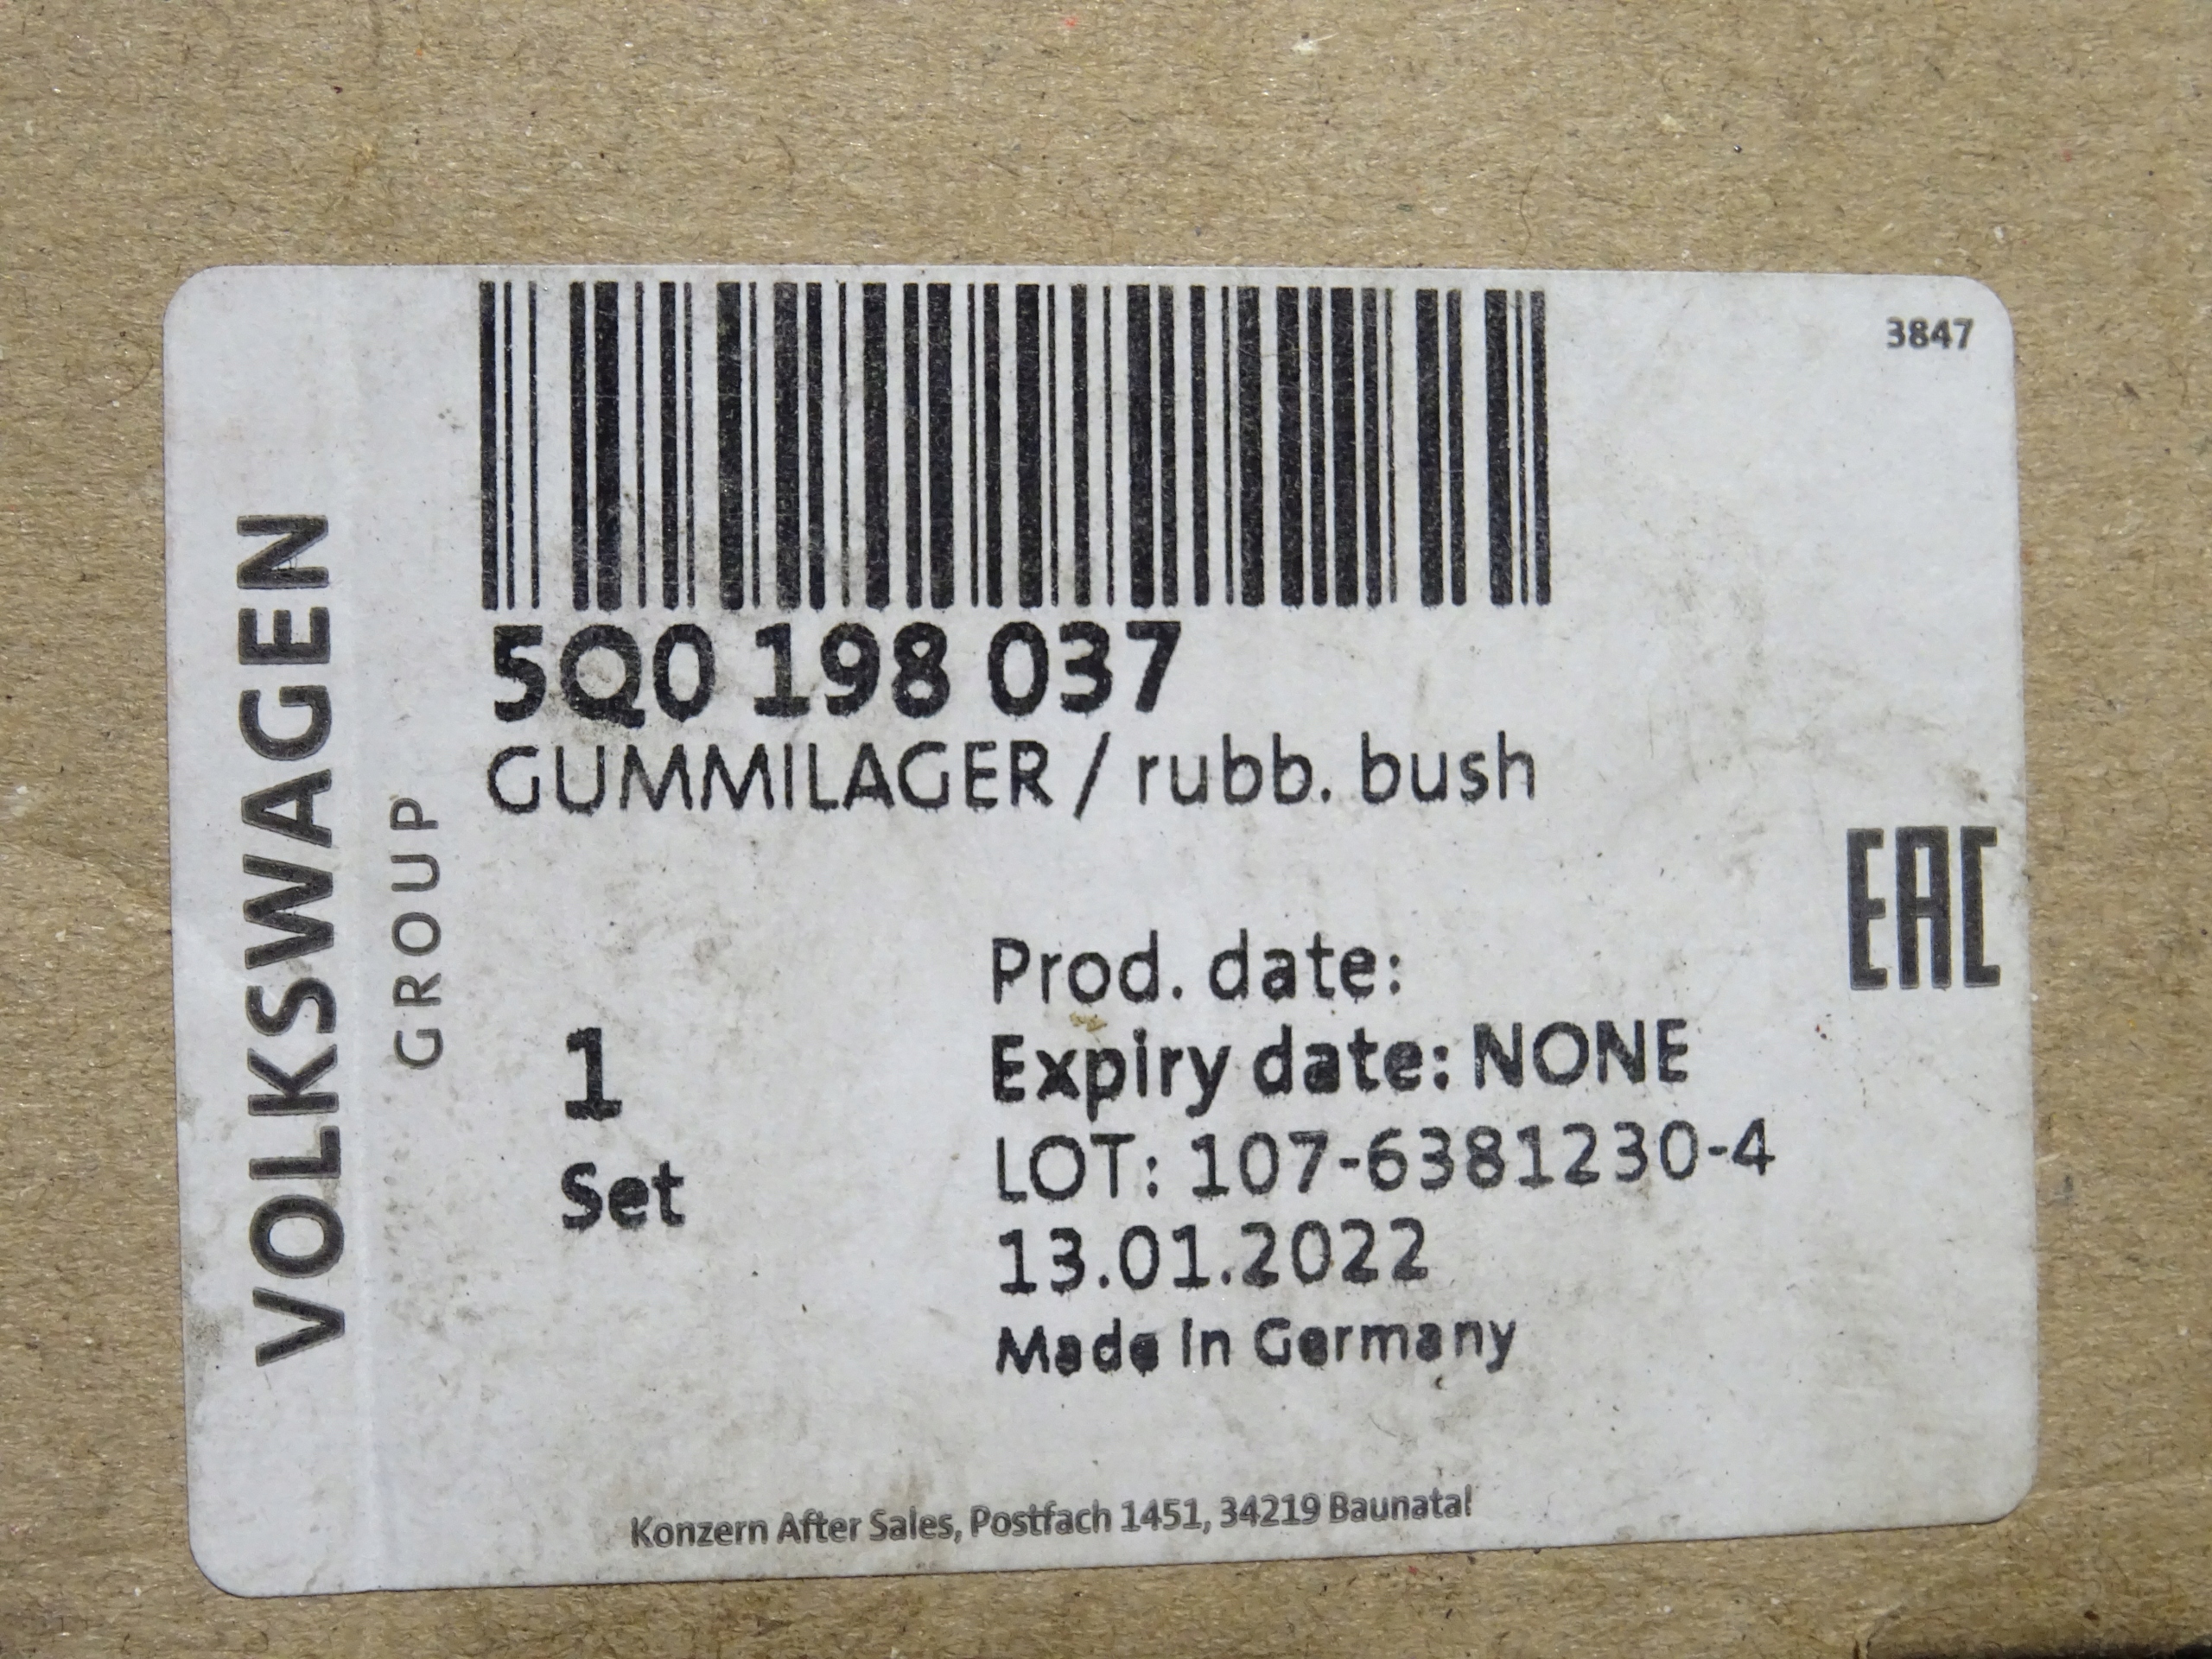 VOLKSWAGEN
GROUP
3847
5Q0 198 037
GUMMILAGER / rubb. bush
EAC
1
Set
Prod. date:
Expiry date: NONE
LOT: 107-6381230-4
13.01.2022
Made in Germany
Konzern After Sales, Postfach 1451, 34219 Baunatal